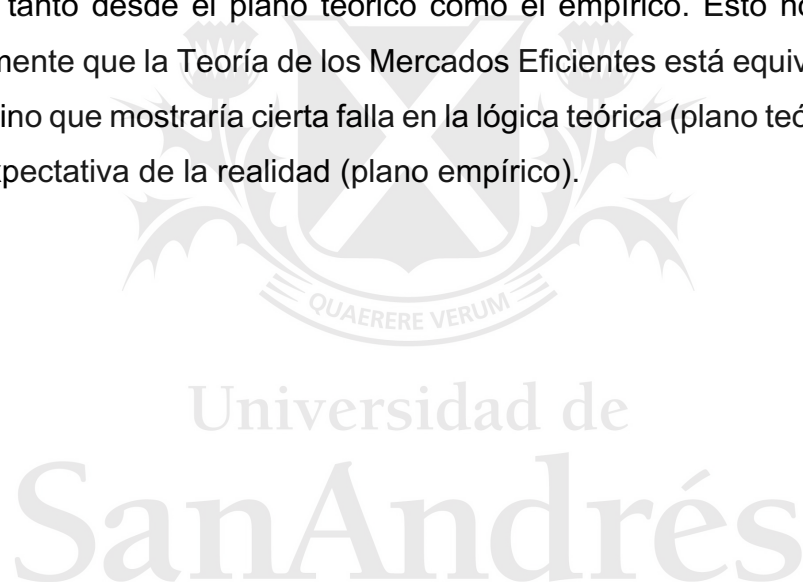 tanto desde el plano teórico como el empírico. Esto no
mente que la Teoría de los Mercados Eficientes está equiv
ino que mostraría cierta falla en la lógica teórica (plano teó
xpectativa de la realidad (plano empírico).
QUAERERE VERUM
Universidad de
SanAndrés